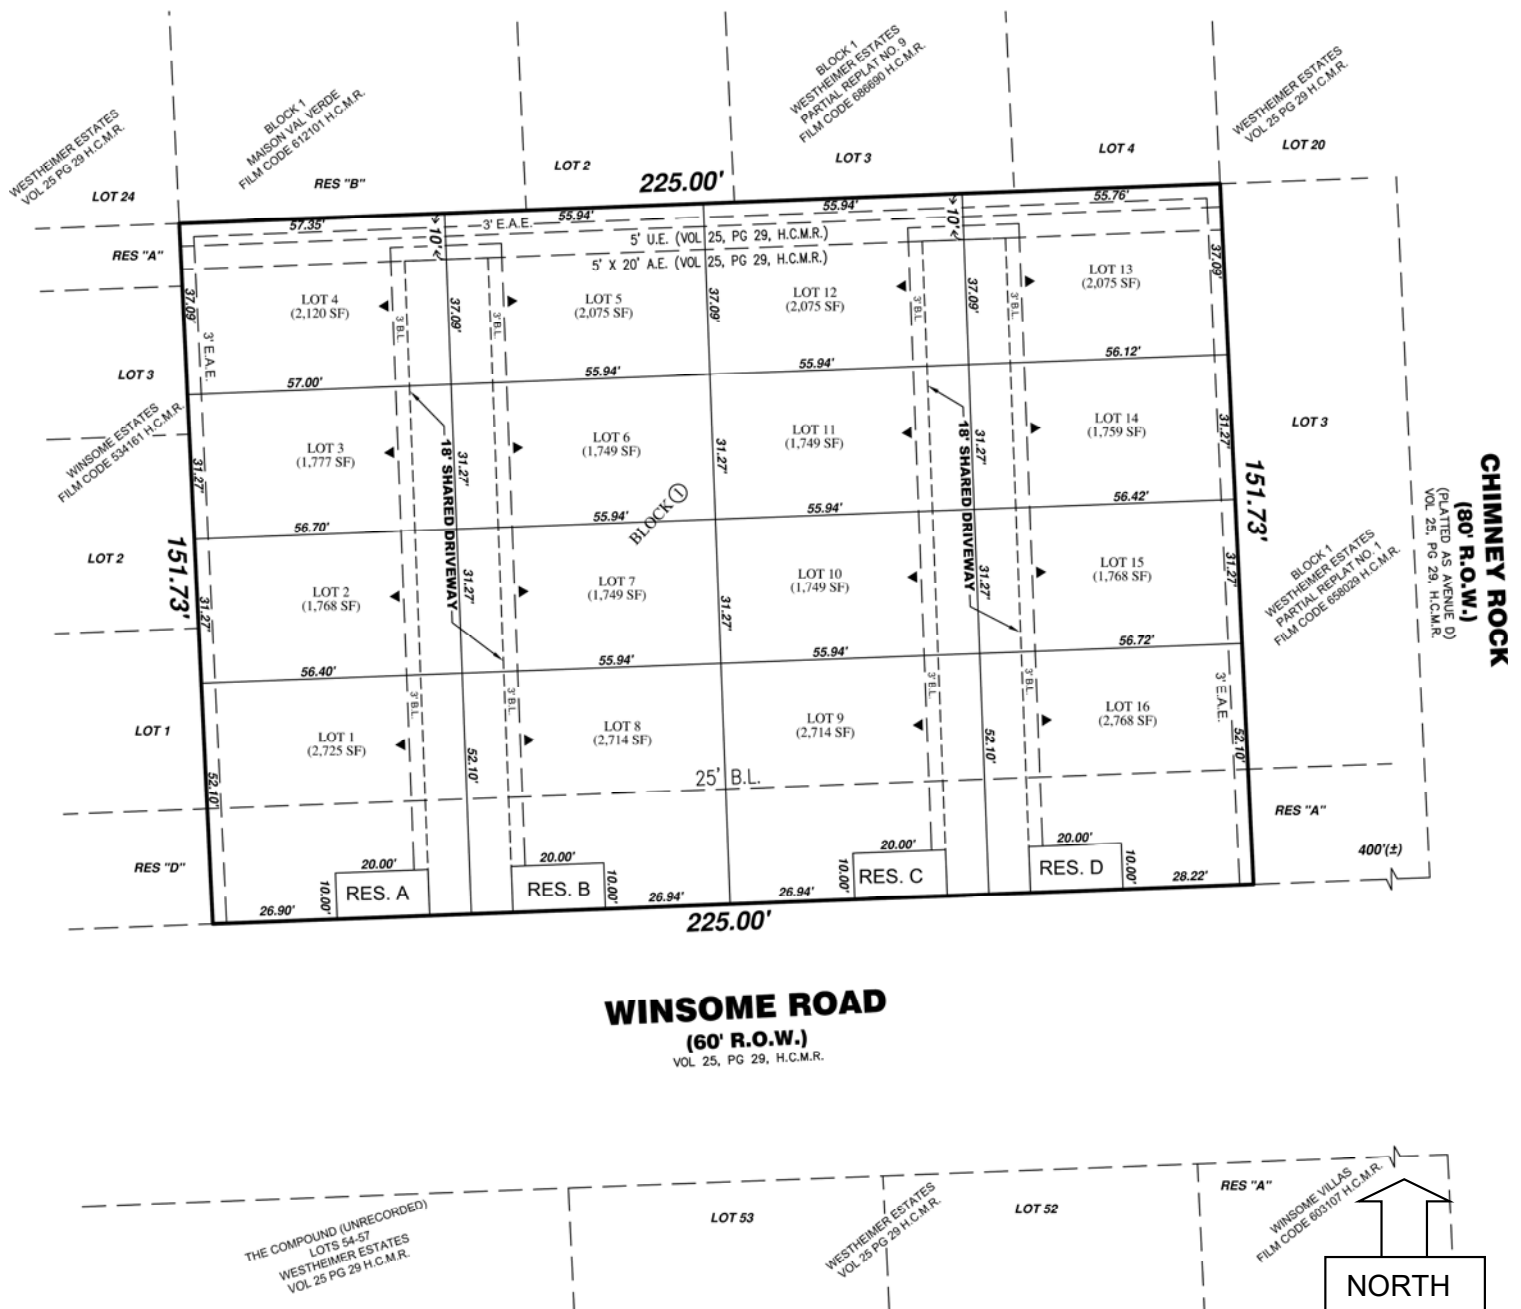 WESTHEIMER ESTATES
VOL 25 PG 29 H.C.M.R.
LOT 24
BLOCK 1
MAISON VAL VERDE
FILM CODE 612101 H.C.M.R.
RES "B"
LOT 2
BLOCK 1
WESTHEIMER ESTATES
PARTIAL REPLAT NO. 9
FILM CODE 686690 H.C.M.R.
LOT 3
LOT 4
WESTHEIMER ESTATES
VOL 25 PG 29 H.C.M.R.
LOT 20
225.00'
57.35'
10'
3' E.A.E.
55.94'
55.94'
10'
55.76'
5' U.E. (VOL 25, PG 29, H.C.M.R.)
5' X 20' A.E. (VOL 25, PG 29, H.C.M.R.)
RES "A"
37.09'
LOT 4
(2,120 SF)
3' B.L.
37.09'
3' B.L.
LOT 5
(2,075 SF)
37.09'
LOT 12
(2,075 SF)
3' B.L.
37.09'
3' B.L.
LOT 13
(2,075 SF)
37.09'
3' E.A.E.
LOT 3
57.00'
55.94'
55.94'
56.12'
WINSOME ESTATES
FILM CODE 534161 H.C.M.R.
31.27'
LOT 3
(1,777 SF)
18' SHARED DRIVEWAY
31.27'
LOT 6
(1,749 SF)
31.27'
LOT 11
(1,749 SF)
18' SHARED DRIVEWAY
31.27'
LOT 14
(1,759 SF)
31.27'
LOT 3
BLOCK 1
151.73'
56.70'
55.94'
55.94'
56.42'
151.73'
CHIMNEY ROCK
(80' R.O.W.)
(PLATTED AS AVENUE D)
VOL 25, PG 29, H.C.M.R.
LOT 2
31.27'
LOT 2
(1,768 SF)
31.27'
LOT 7
(1,749 SF)
31.27'
LOT 10
(1,749 SF)
31.27'
LOT 15
(1,768 SF)
31.27'
BLOCK 1
WESTHEIMER ESTATES
PARTIAL REPLAT NO. 1
FILM CODE 658029 H.C.M.R.
56.40'
55.94'
55.94'
56.72'
LOT 1
52.10'
LOT 1
(2,725 SF)
3' B.L.
52.10'
3' B.L.
LOT 8
(2,714 SF)
LOT 9
(2,714 SF)
3' B.L.
52.10'
3' B.L.
LOT 16
(2,768 SF)
3' E.A.E.
52.10'
25' B.L.
RES "A"
RES "D"
20.00'
20.00'
20.00'
20.00'
400'(±)
10.00'
RES. A
RES. B
10.00'
10.00'
RES. C
RES. D
10.00'
26.90'
26.94'
26.94'
28.22'
225.00'
WINSOME ROAD
(60' R.O.W.)
VOL 25, PG 29, H.C.M.R.
THE COMPOUND (UNRECORDED)
LOTS 54-57
WESTHEIMER ESTATES
VOL 25 PG 29 H.C.M.R.
LOT 53
WESTHEIMER ESTATES
VOL 25 PG 29 H.C.M.R.
LOT 52
RES "A"
WINSOME VILLAS
FILM CODE 603107 H.C.M.R.
NORTH